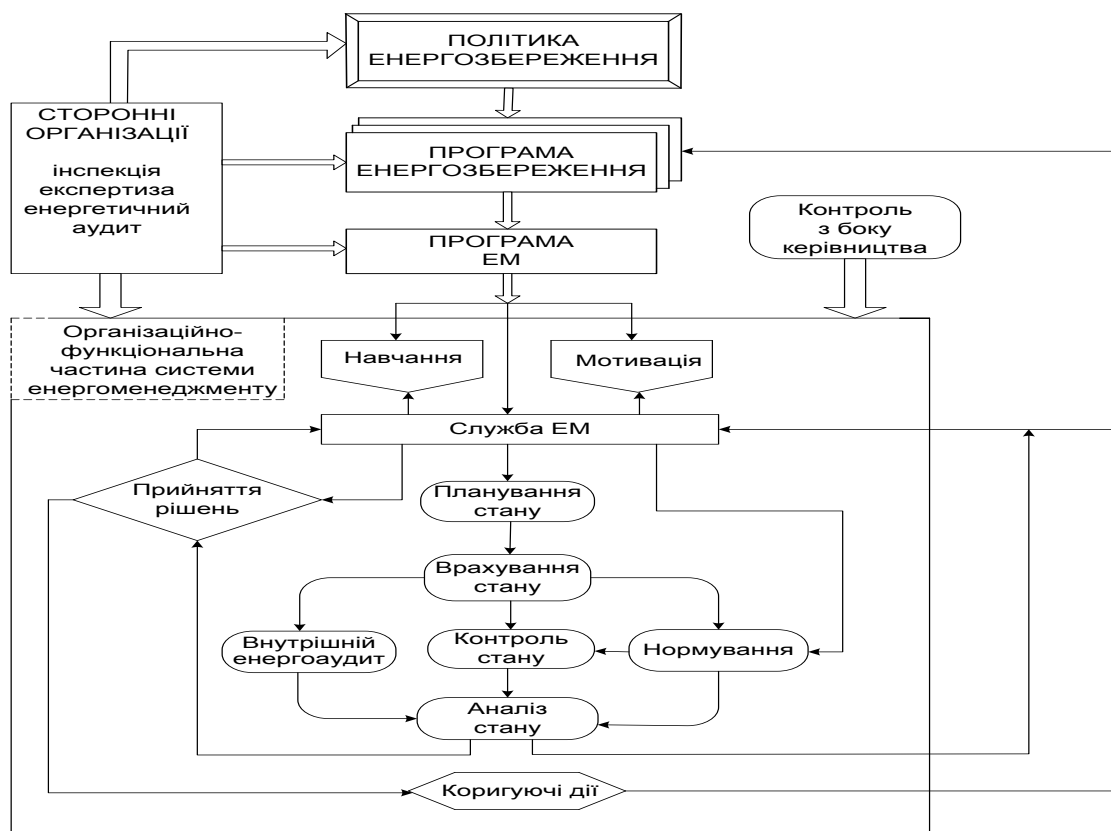 ПОЛІТИКА
ЕНЕРГОЗБЕРЕЖЕННЯ
СТОРОННІ
ОРГАНІЗАЦІЇ
інспекція
експертиза
енергетичний
аудит
ПРОГРАМА
ЕНЕРГОЗБЕРЕЖЕННЯ
ПРОГРАМА
ЕМ
Контроль
з боку
керівництва
Організаційно-
функціональна
частина системи
енергоменеджменту
Навчання
Мотивація
Служба ЕМ
Прийняття
рішень
Планування
стану
Врахування
стану
Внутрішній
енергоаудит
Контроль
стану
Нормування
Аналіз
стану
Коригуючі дії